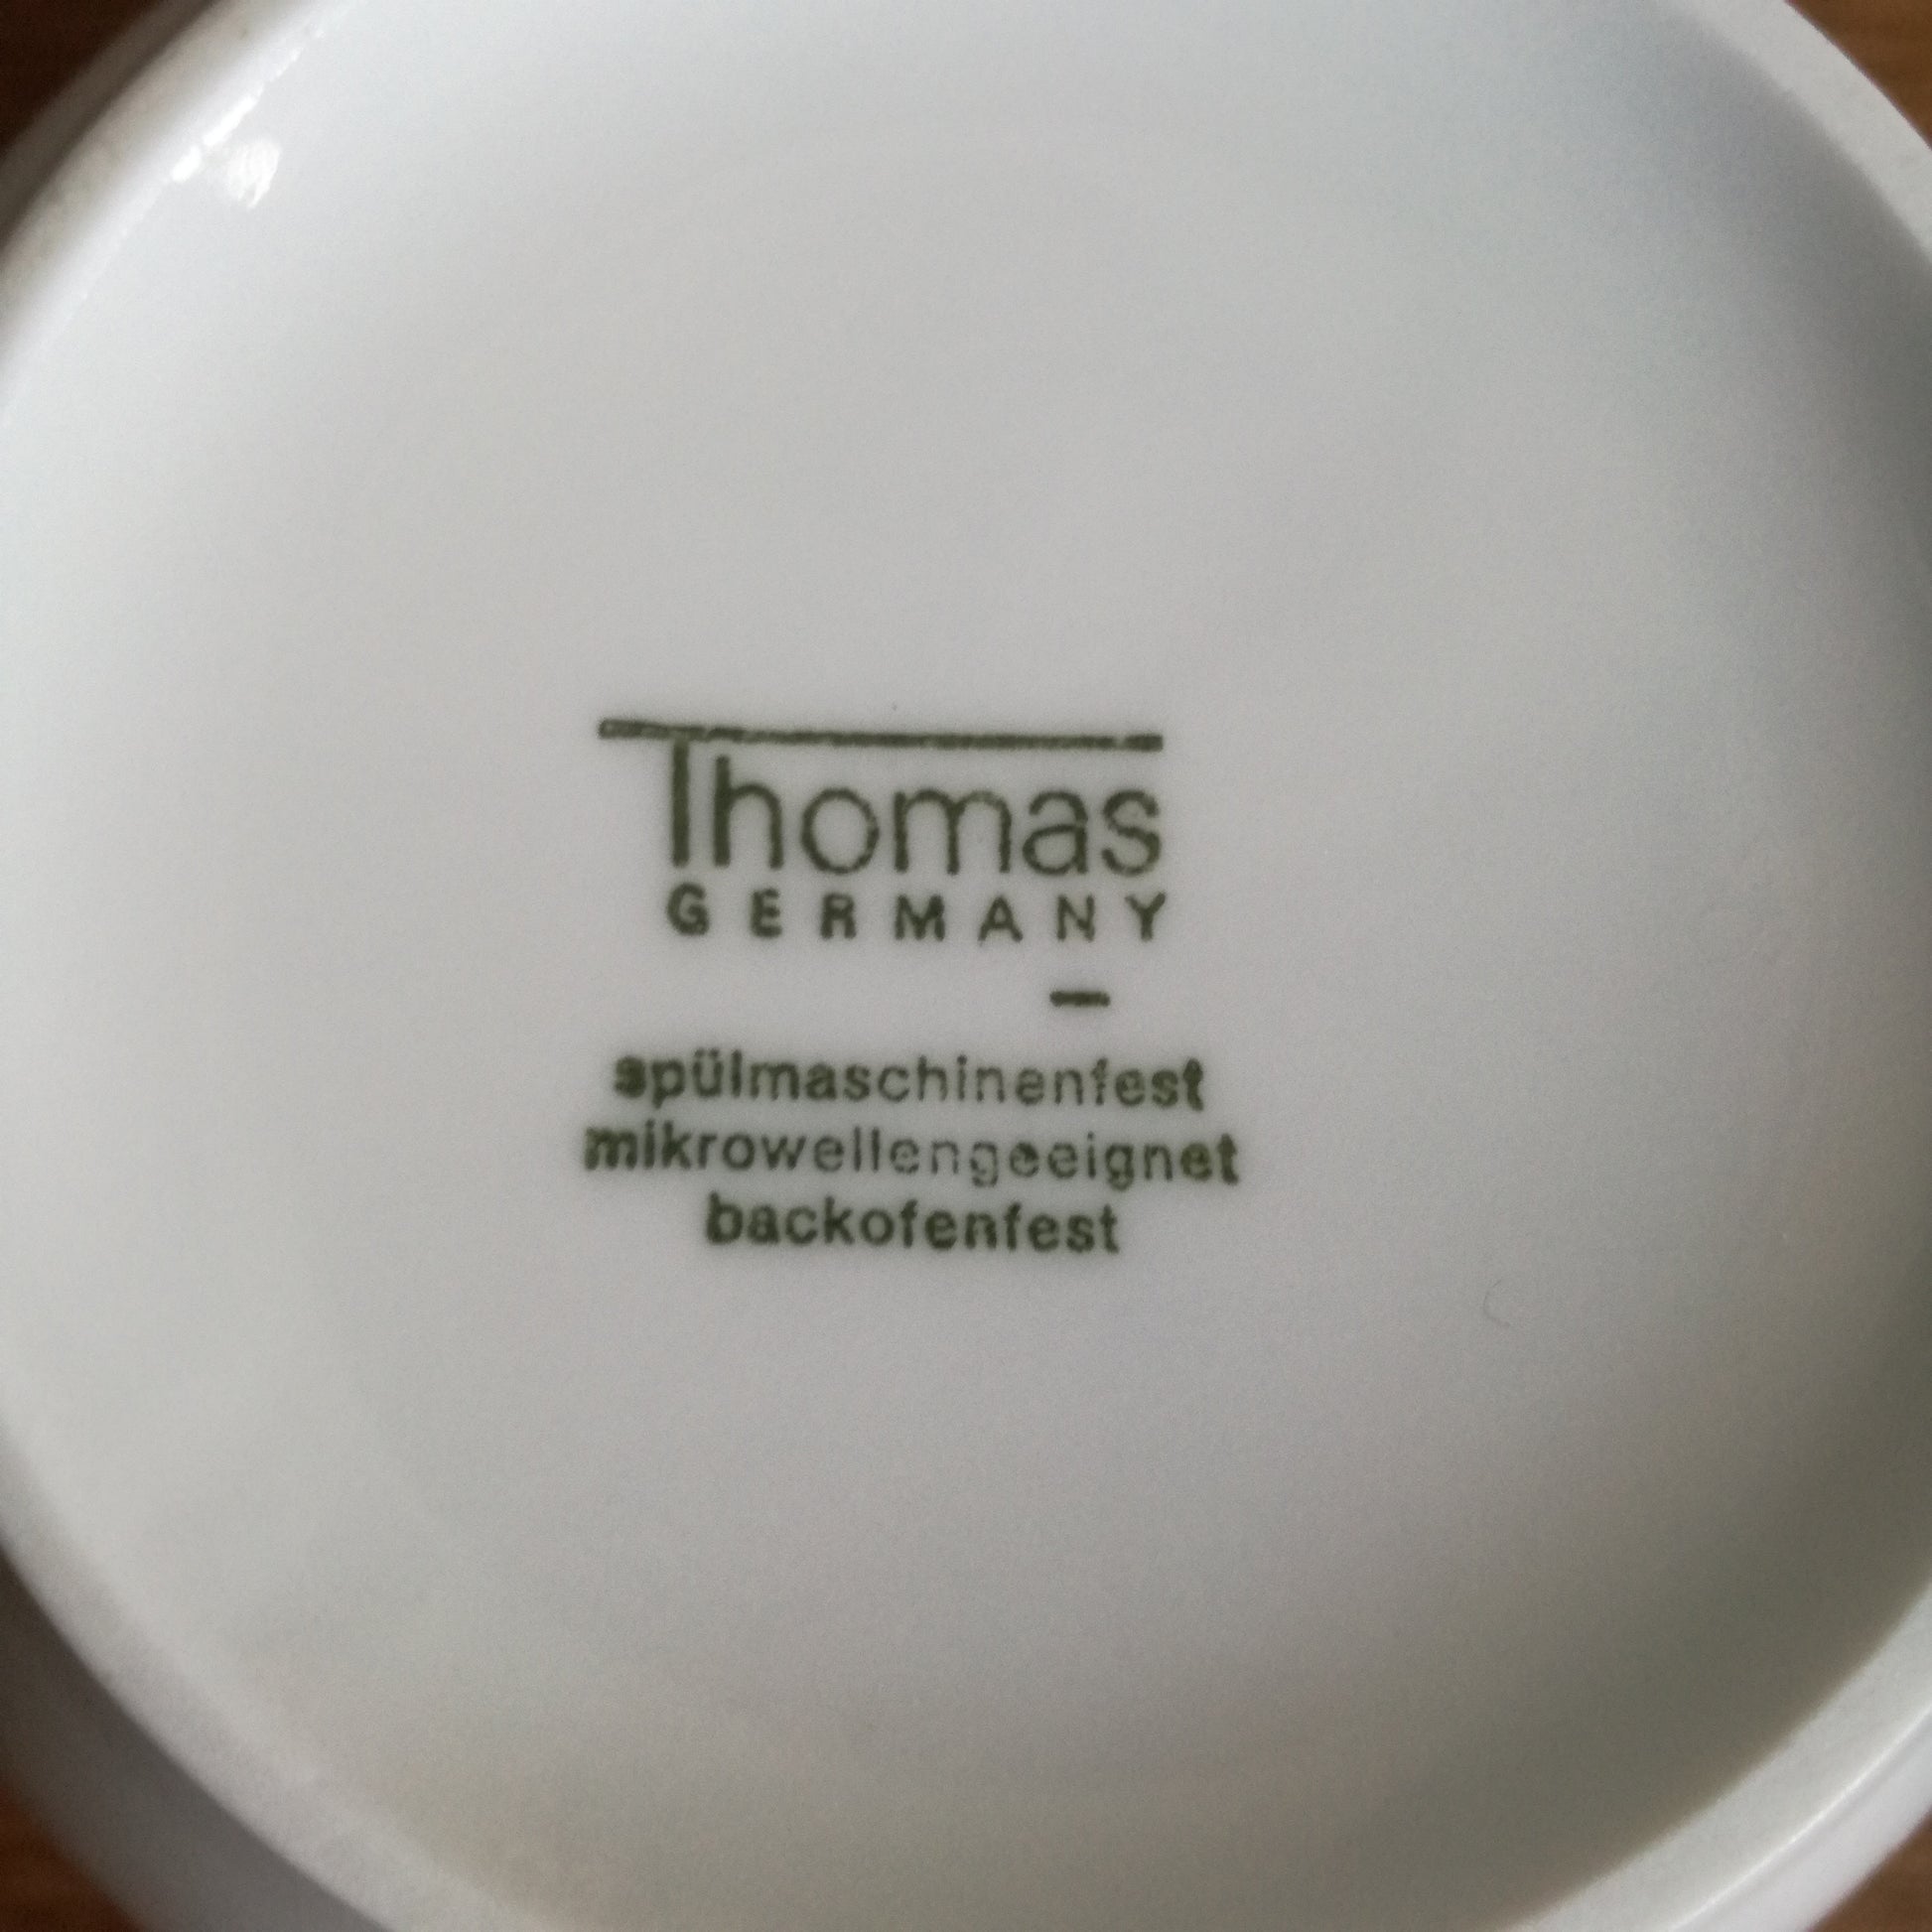 Thomas
GERMANY
spülmaschinenfest
mikrowellengeeignet
backofenfest